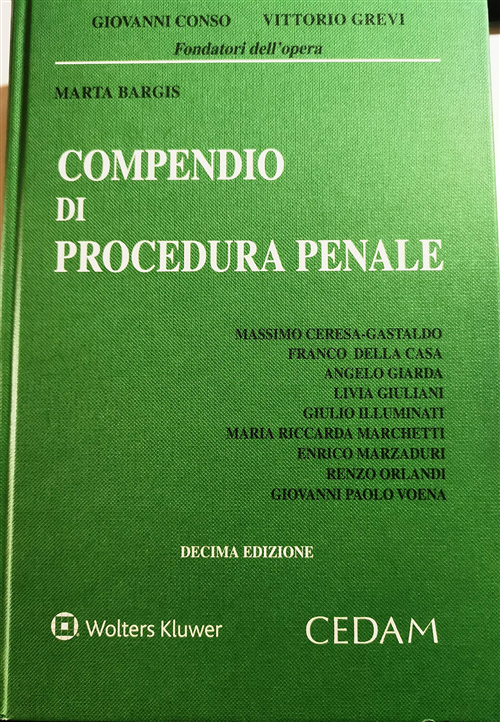 GIOVANNI CONSO VITTORIO GREVI
Fondatori dell'opera
MARTA BARGIS
COMPENDIO
DI
PROCEDURA PENALE
MASSIMO CERESA-GASTALDO
FRANCO DELLA CASA
ANGELO GIARDA
LIVIA GIULIANI
GIULIO ILLUMINATI
MARIA RICCARDA MARCHETTI
ENRICO MARZADURI
RENZO ORLANDI
GIOVANNI PAOLO VOENA
DECIMA EDIZIONE
Wolters Kluwer CEDAM